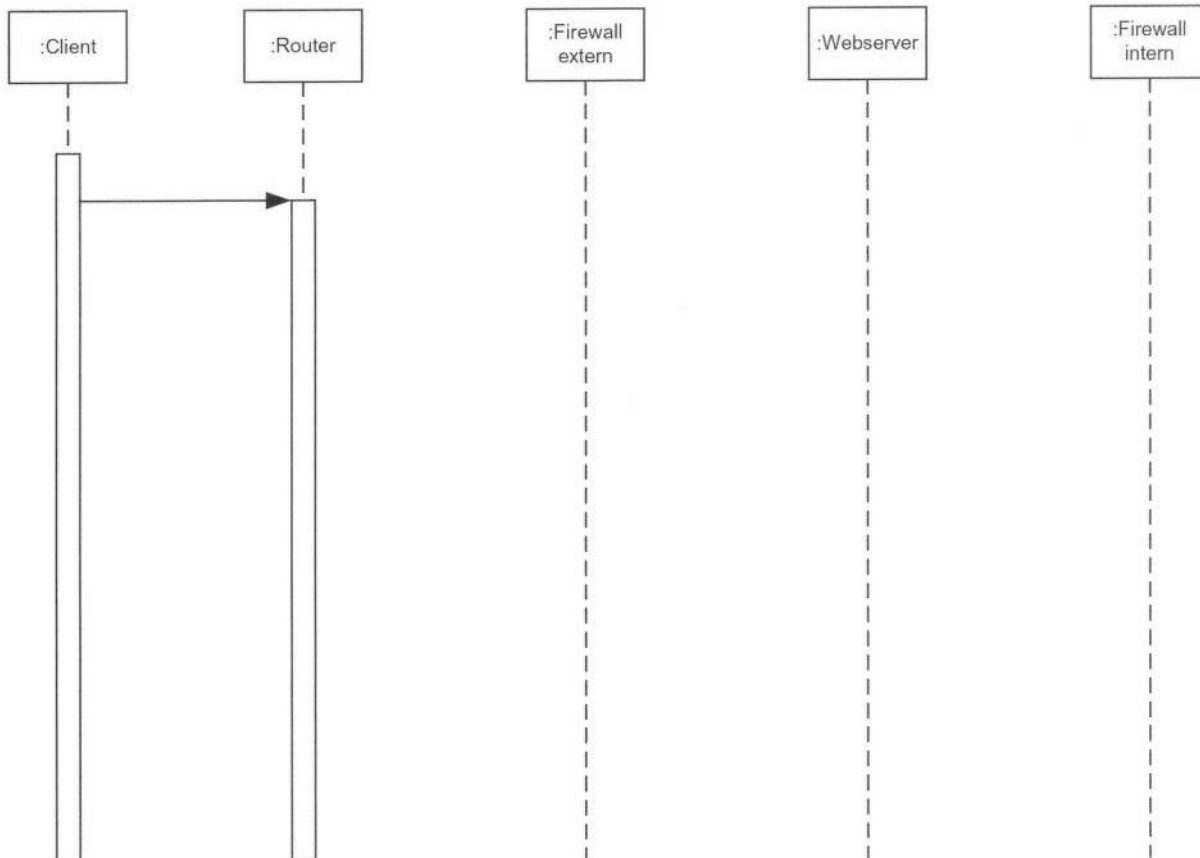 :Client
:Router
:Firewall
extern
:Webserver
:Firewall
intern